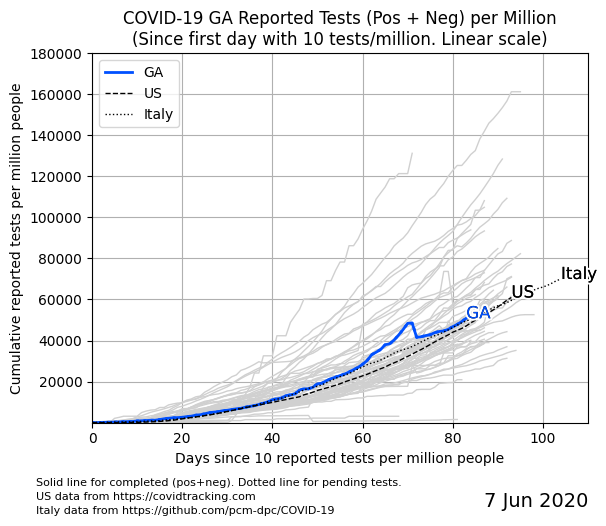 COVID-19 GA Reported Tests (Pos + Neg) per Million
(Since first day with 10 tests/million. Linear scale)
Cumulative reported tests per million people
180000
160000
140000
120000
100000
80000
60000
40000
20000
GA
US
Italy
Italy
US
GA
0 20 40 60 80 100
Days since 10 reported tests per million people
Solid line for completed (pos+neg). Dotted line for pending tests.
US data from https://covidtracking.com
Italy data from https://github.com/pcm-dpc/COVID-19
7 Jun 2020